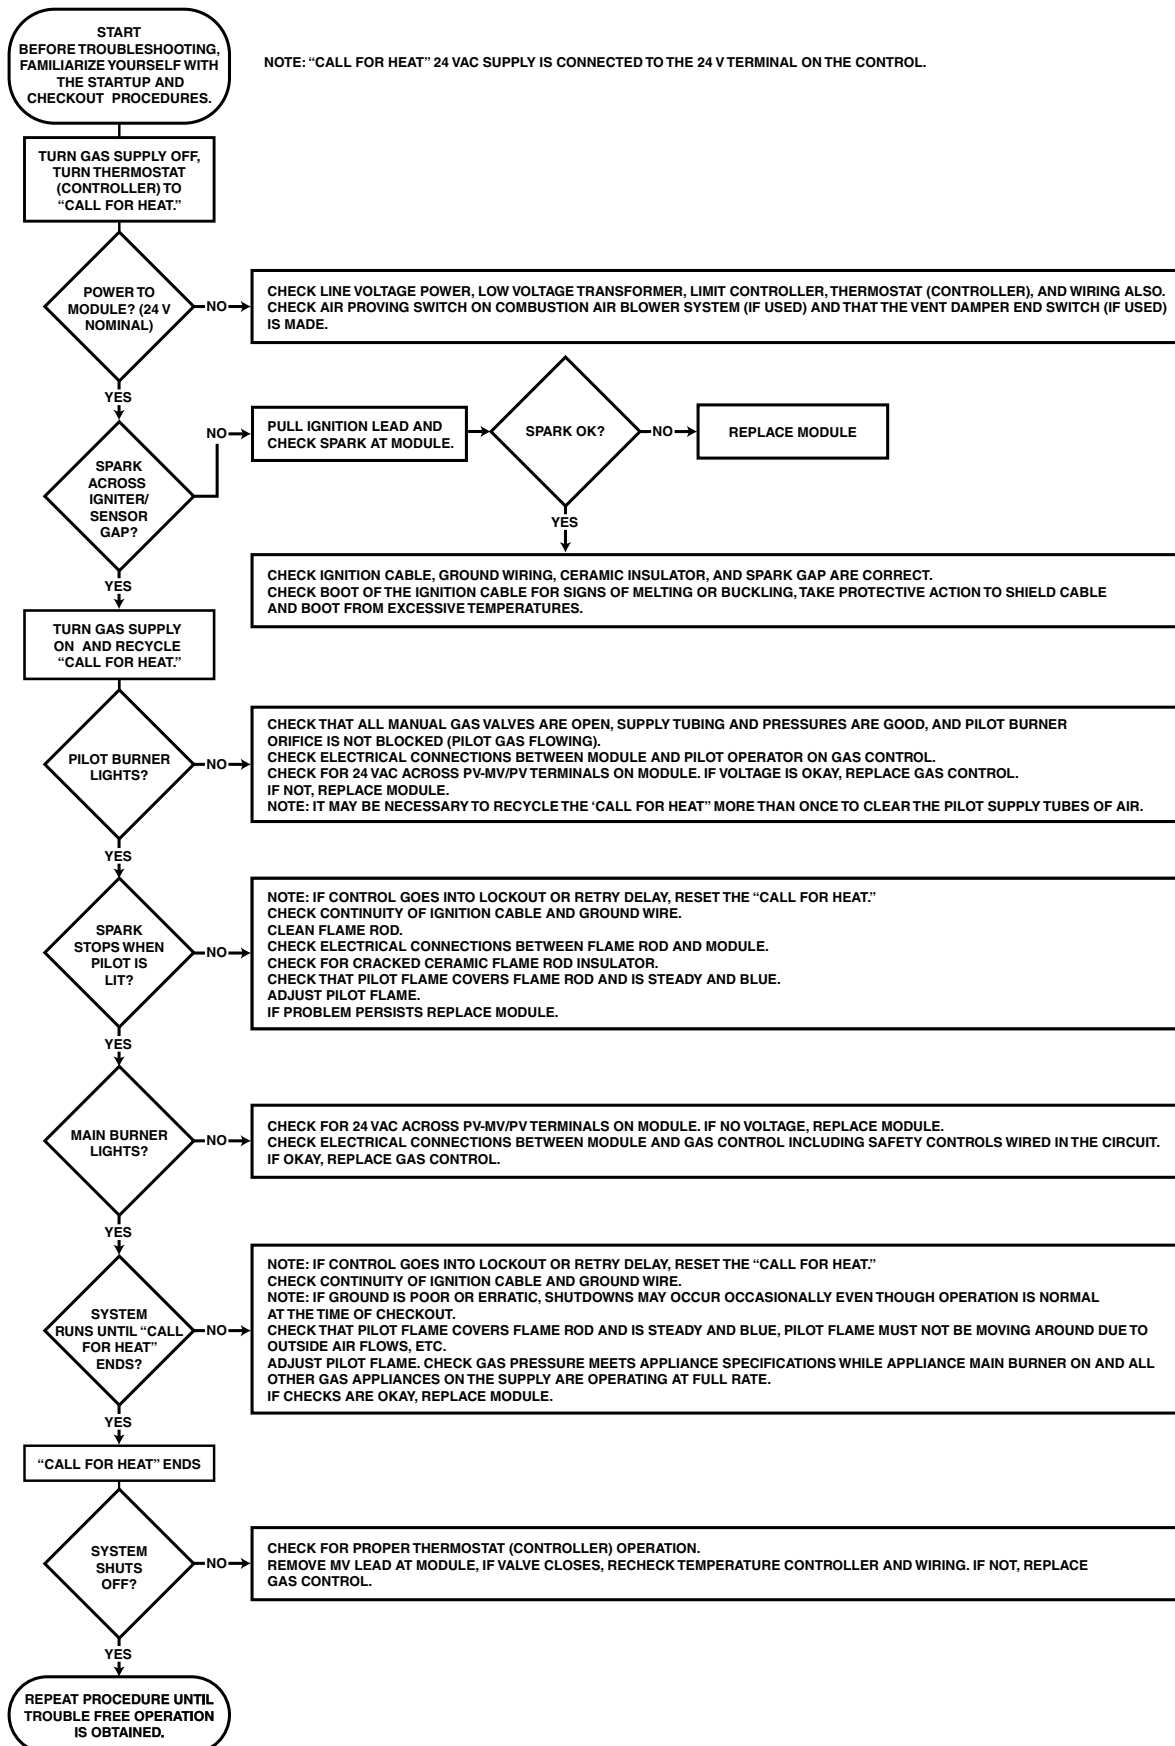 START
BEFORE TROUBLESHOOTING,
FAMILIARIZE YOURSELF WITH
THE STARTUP AND
CHECKOUT PROCEDURES.
NOTE: “CALL FOR HEAT” 24 VAC SUPPLY IS CONNECTED TO THE 24 V TERMINAL ON THE CONTROL.
TURN GAS SUPPLY OFF,
TURN THERMOSTAT
(CONTROLLER) TO
“CALL FOR HEAT.”
POWER TO
MODULE? (24 V
NOMINAL)
NO
CHECK LINE VOLTAGE POWER, LOW VOLTAGE TRANSFORMER, LIMIT CONTROLLER, THERMOSTAT (CONTROLLER), AND WIRING ALSO.
CHECK AIR PROVING SWITCH ON COMBUSTION AIR BLOWER SYSTEM (IF USED) AND THAT THE VENT DAMPER END SWITCH (IF USED)
IS MADE.
YES
SPARK
ACROSS
IGNITER/
SENSOR
GAP?
NO
PULL IGNITION LEAD AND
CHECK SPARK AT MODULE.
SPARK OK?
NO
REPLACE MODULE
YES
CHECK IGNITION CABLE, GROUND WIRING, CERAMIC INSULATOR, AND SPARK GAP ARE CORRECT.
CHECK BOOT OF THE IGNITION CABLE FOR SIGNS OF MELTING OR BUCKLING, TAKE PROTECTIVE ACTION TO SHIELD CABLE
AND BOOT FROM EXCESSIVE TEMPERATURES.
YES
TURN GAS SUPPLY
ON AND RECYCLE
“CALL FOR HEAT.”
PILOT BURNER
LIGHTS?
NO
CHECK THAT ALL MANUAL GAS VALVES ARE OPEN, SUPPLY TUBING AND PRESSURES ARE GOOD, AND PILOT BURNER
ORIFICE IS NOT BLOCKED (PILOT GAS FLOWING).
CHECK ELECTRICAL CONNECTIONS BETWEEN MODULE AND PILOT OPERATOR ON GAS CONTROL.
CHECK FOR 24 VAC ACROSS PV-MV/PV TERMINALS ON MODULE. IF VOLTAGE IS OKAY, REPLACE GAS CONTROL.
IF NOT, REPLACE MODULE.
NOTE: IT MAY BE NECESSARY TO RECYCLE THE ‘CALL FOR HEAT” MORE THAN ONCE TO CLEAR THE PILOT SUPPLY TUBES OF AIR.
YES
SPARK
STOPS WHEN
PILOT IS
LIT?
NO
NOTE: IF CONTROL GOES INTO LOCKOUT OR RETRY DELAY, RESET THE “CALL FOR HEAT.”
CHECK CONTINUITY OF IGNITION CABLE AND GROUND WIRE.
CLEAN FLAME ROD.
CHECK ELECTRICAL CONNECTIONS BETWEEN FLAME ROD AND MODULE.
CHECK FOR CRACKED CERAMIC FLAME ROD INSULATOR.
CHECK THAT PILOT FLAME COVERS FLAME ROD AND IS STEADY AND BLUE.
ADJUST PILOT FLAME.
IF PROBLEM PERSISTS REPLACE MODULE.
YES
MAIN BURNER
LIGHTS?
NO
CHECK FOR 24 VAC ACROSS PV-MV/PV TERMINALS ON MODULE. IF NO VOLTAGE, REPLACE MODULE.
CHECK ELECTRICAL CONNECTIONS BETWEEN MODULE AND GAS CONTROL INCLUDING SAFETY CONTROLS WIRED IN THE CIRCUIT.
IF OKAY, REPLACE GAS CONTROL.
YES
SYSTEM
RUNS UNTIL “CALL
FOR HEAT”
ENDS?
NO
NOTE: IF CONTROL GOES INTO LOCKOUT OR RETRY DELAY, RESET THE “CALL FOR HEAT.”
CHECK CONTINUITY OF IGNITION CABLE AND GROUND WIRE.
NOTE: IF GROUND IS POOR OR ERRATIC, SHUTDOWNS MAY OCCUR OCCASIONALLY EVEN THOUGH OPERATION IS NORMAL
AT THE TIME OF CHECKOUT.
CHECK THAT PILOT FLAME COVERS FLAME ROD AND IS STEADY AND BLUE, PILOT FLAME MUST NOT BE MOVING AROUND DUE TO
OUTSIDE AIR FLOWS, ETC.
ADJUST PILOT FLAME. CHECK GAS PRESSURE MEETS APPLIANCE SPECIFICATIONS WHILE APPLIANCE MAIN BURNER ON AND ALL
OTHER GAS APPLIANCES ON THE SUPPLY ARE OPERATING AT FULL RATE.
IF CHECKS ARE OKAY, REPLACE MODULE.
YES
“CALL FOR HEAT” ENDS
SYSTEM
SHUTS
OFF?
NO
CHECK FOR PROPER THERMOSTAT (CONTROLLER) OPERATION.
REMOVE MV LEAD AT MODULE, IF VALVE CLOSES, RECHECK TEMPERATURE CONTROLLER AND WIRING. IF NOT, REPLACE
GAS CONTROL.
YES
REPEAT PROCEDURE UNTIL
TROUBLE FREE OPERATION
IS OBTAINED.